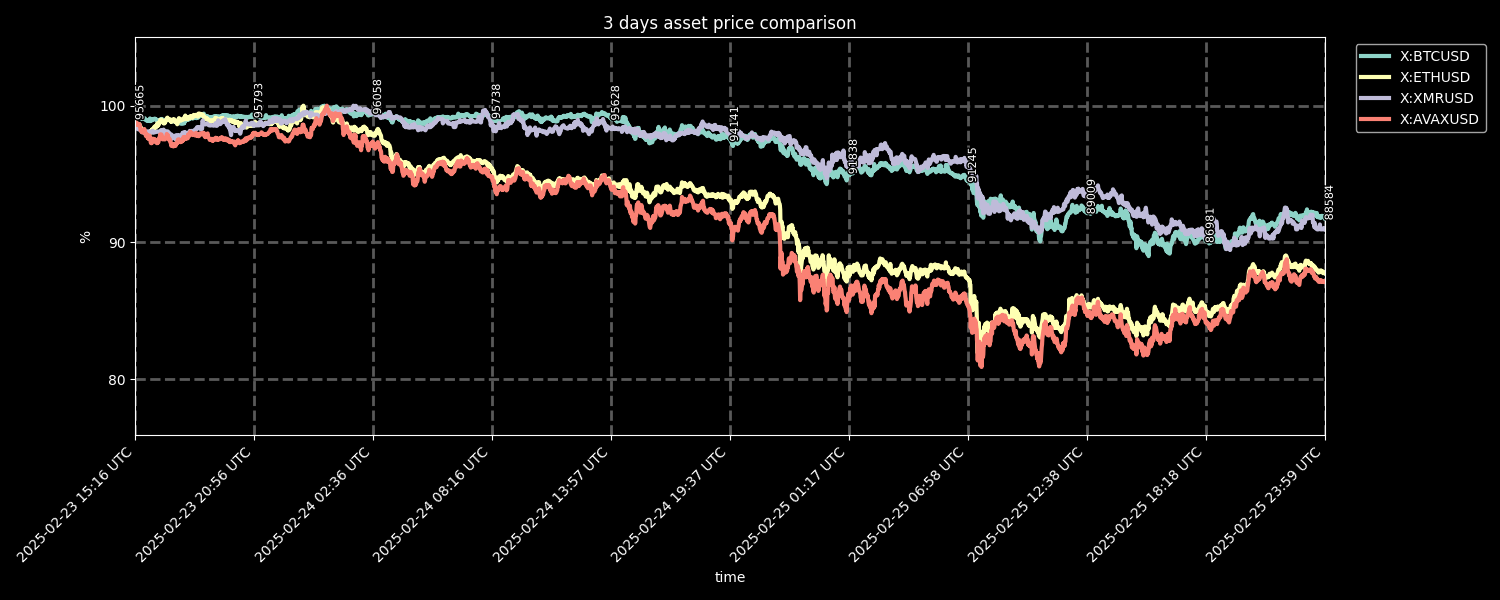 3 days asset price comparison
X:BTCUSD
X:ETHUSD
X:XMRUSD
X:AVAXUSD
100
90
80
%
95665
95793
96058
95738
95628
94141
91838
91245
89009
86981
88584
2025-02-23 15:16 UTC
2025-02-23 20:56 UTC
2025-02-24 02:36 UTC
2025-02-24 08:16 UTC
2025-02-24 13:57 UTC
2025-02-24 19:37 UTC
2025-02-25 01:17 UTC
2025-02-25 06:58 UTC
2025-02-25 12:38 UTC
2025-02-25 18:18 UTC
2025-02-25 23:59 UTC
time